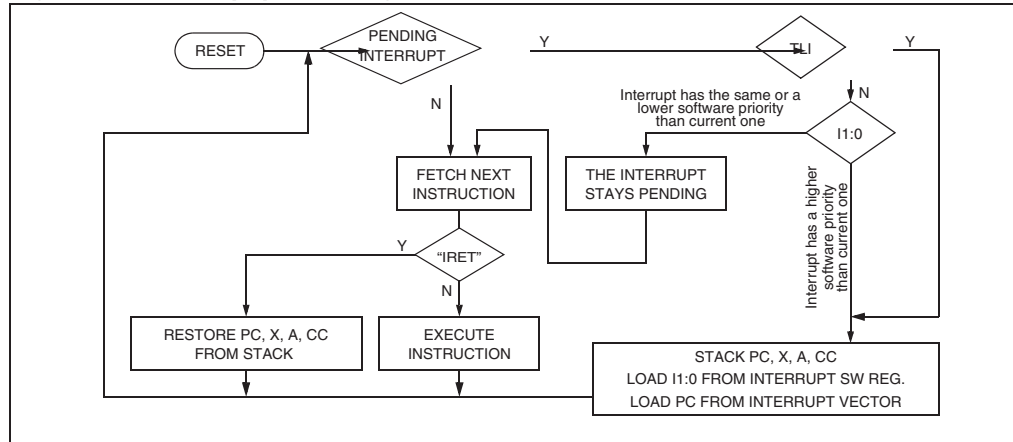 RESET
PENDING
INTERRUPT
Y
TLI
Y
N
N
Interrupt has the same or a
lower software priority
than current one
I1:0
FETCH NEXT
INSTRUCTION
THE INTERRUPT
STAYS PENDING
Interrupt has a higher
software priority
than current one
Y
“IRET”
N
RESTORE PC, X, A, CC
FROM STACK
EXECUTE
INSTRUCTION
STACK PC, X, A, CC
LOAD I1:0 FROM INTERRUPT SW REG.
LOAD PC FROM INTERRUPT VECTOR